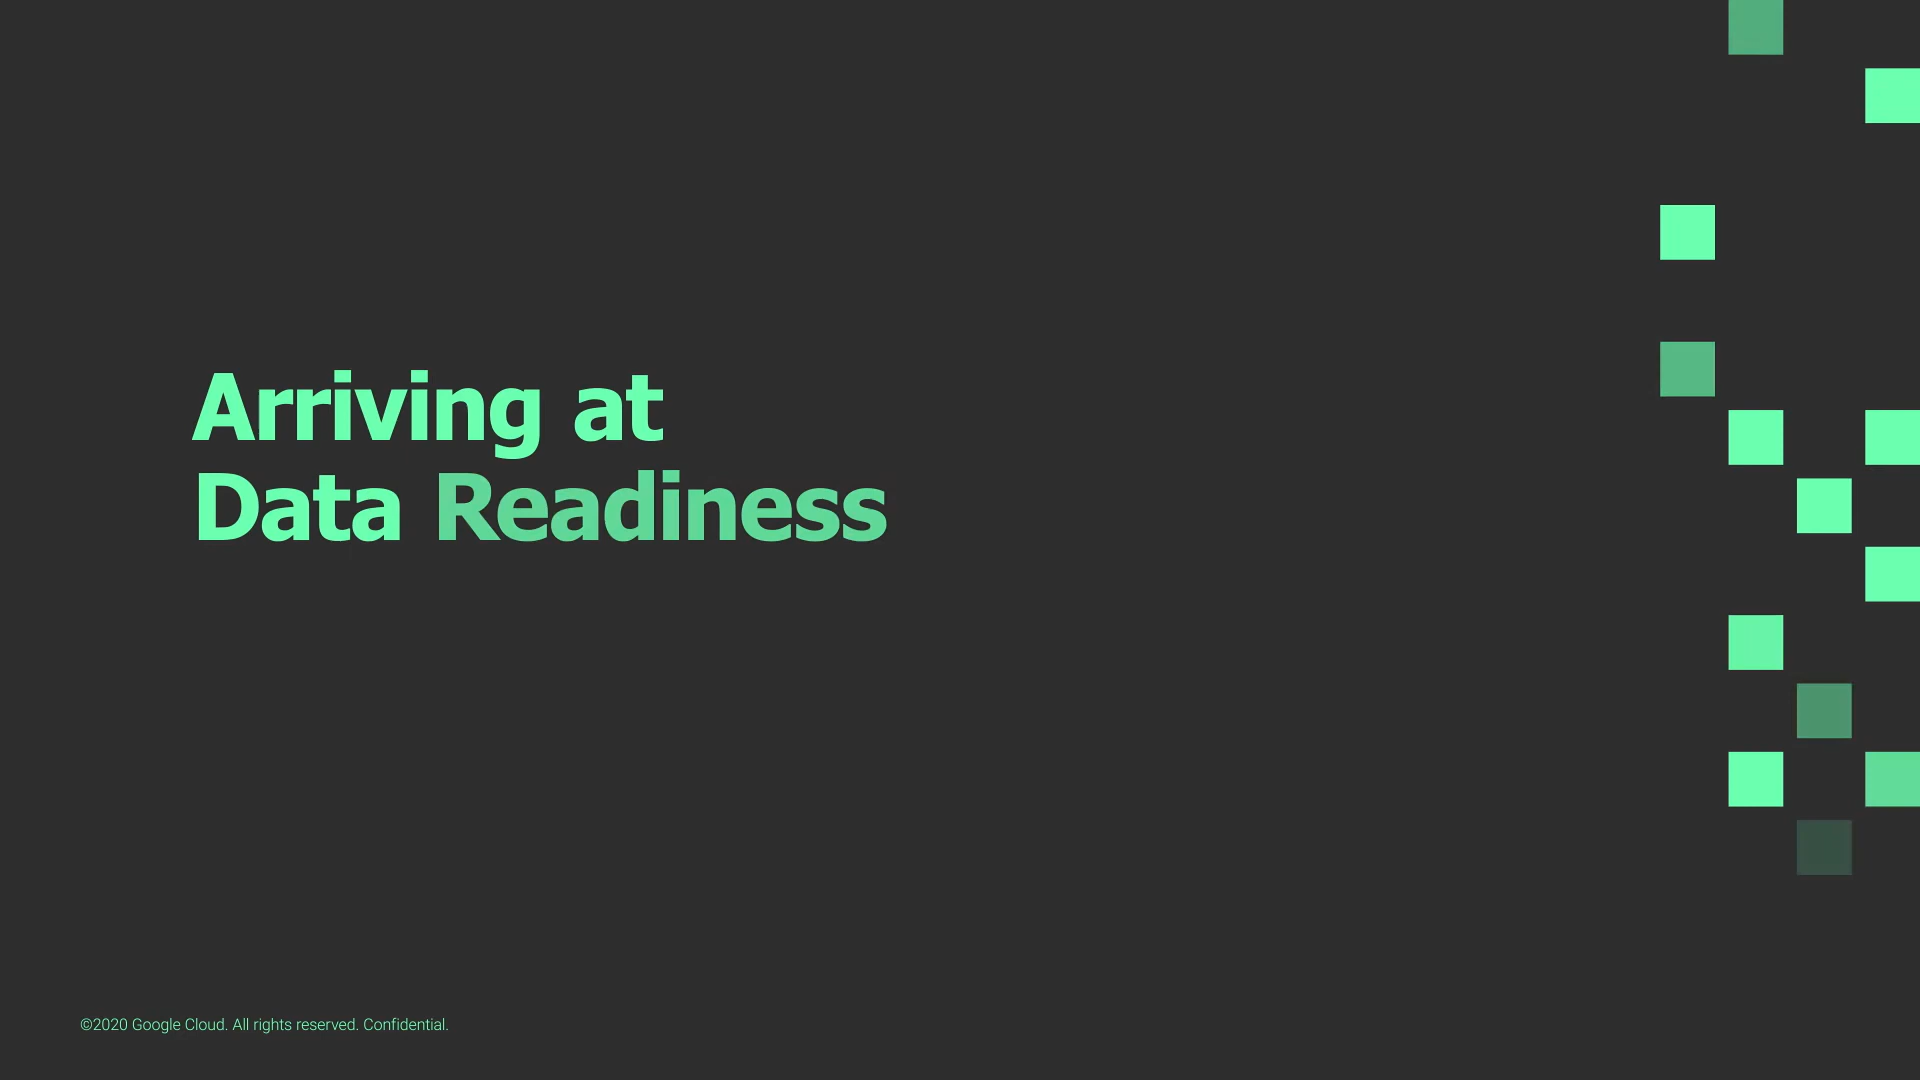 Arriving at
Data Readiness
©2020 Google Cloud. All rights reserved. Confidential.